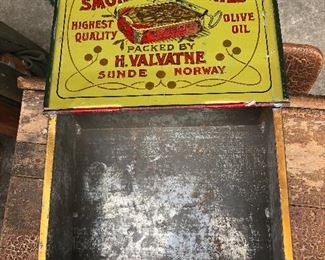 HIGHEST OLIVE
QUALITY OIL
PACKED BY
H. VALVATNE
SUNDE NORWAY.